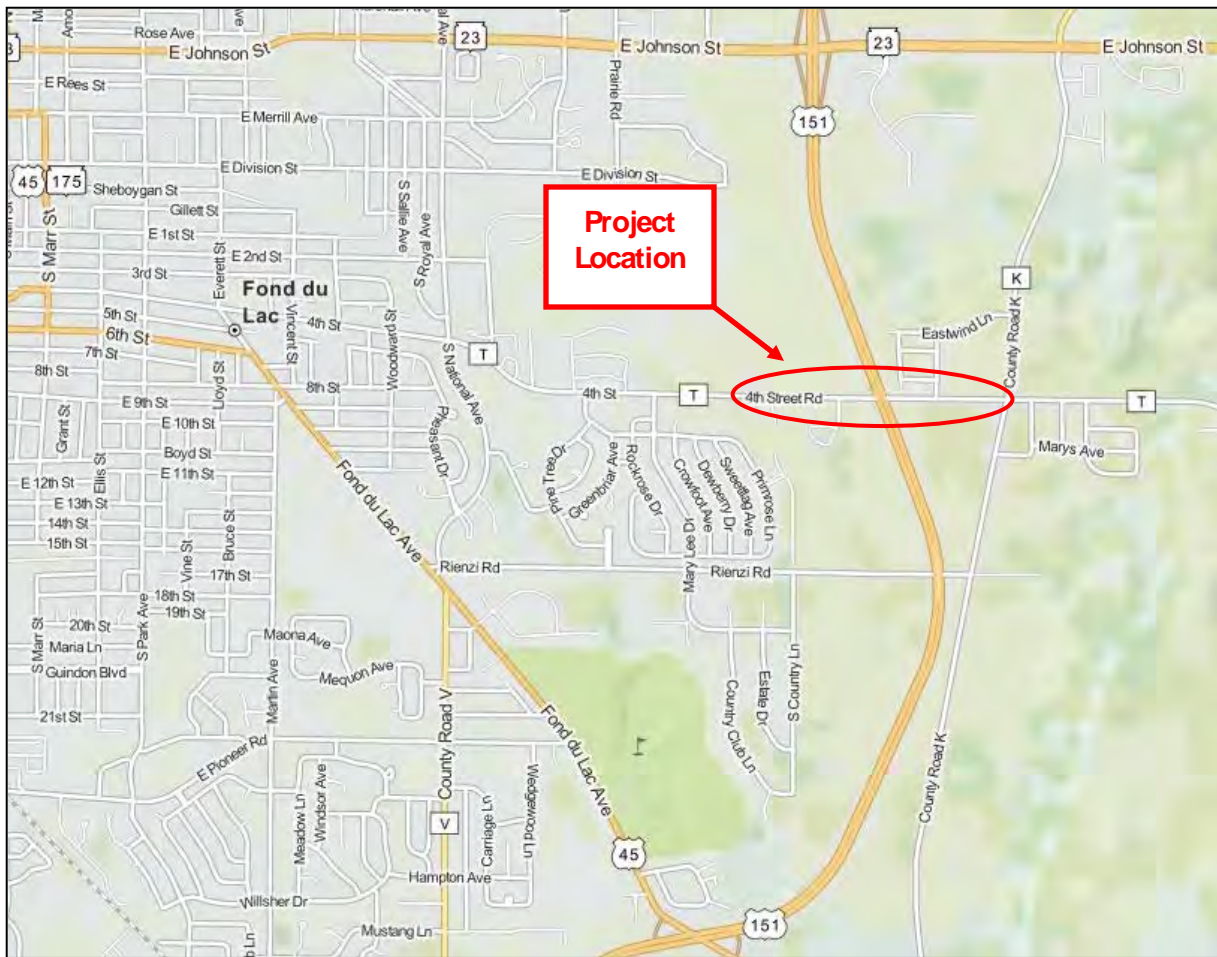 Rose Ave
23
E Johnson St
E Johnson St
23
E Johnson St
E Rees St
Prairie Rd
E Merrill Ave
151
E Division St
E Division St
45
175
Sheboygan St
S Sallie Ave
S Royal Ave
Gillett St
E 1st St
Project
Location
S Marr St
E 2nd St
3rd St
Everett St
K
Fond du
Lac
5th St
6th St
Vincent St
4th St
Woodward St
Eastwind Ln
County Road K
7th St
8th St
Lloyd St
8th St
T
S National Ave
4th St
T
4th Street Rd
T
E 9th St
Grant St
E 10th St
Pheasant Dr
Marys Ave
Boyd St
E 11th St
Ellis St
E 12th St
E 13th St
14th St
15th St
Bruce St
Vine St
17th St
18th St
19th St
Fond du Lac Ave
Pine Tree Dr
Greenbriar Ave
Rockrose Dr
Crowfoot Ave
Dewberry Dr
Sweetflag Ave
Primrose Ln
Rienzi Rd
Mary Lee Dr
Rienzi Rd
20th St
S Park Ave
S Marr St
Maria Ln
Guindon Blvd
Maona Ave
Mequon Ave
Martin Ave
21st St
E Pioneer Rd
County Road V
Fond du Lac Ave
Country Club Ln
Estate Dr
S Country Ln
County Road K
Meadow Ln
Windsor Ave
V
Carriage Ln
Wedgewood Ln
45
Hampton Ave
Willsher Dr
Mustang Ln
151